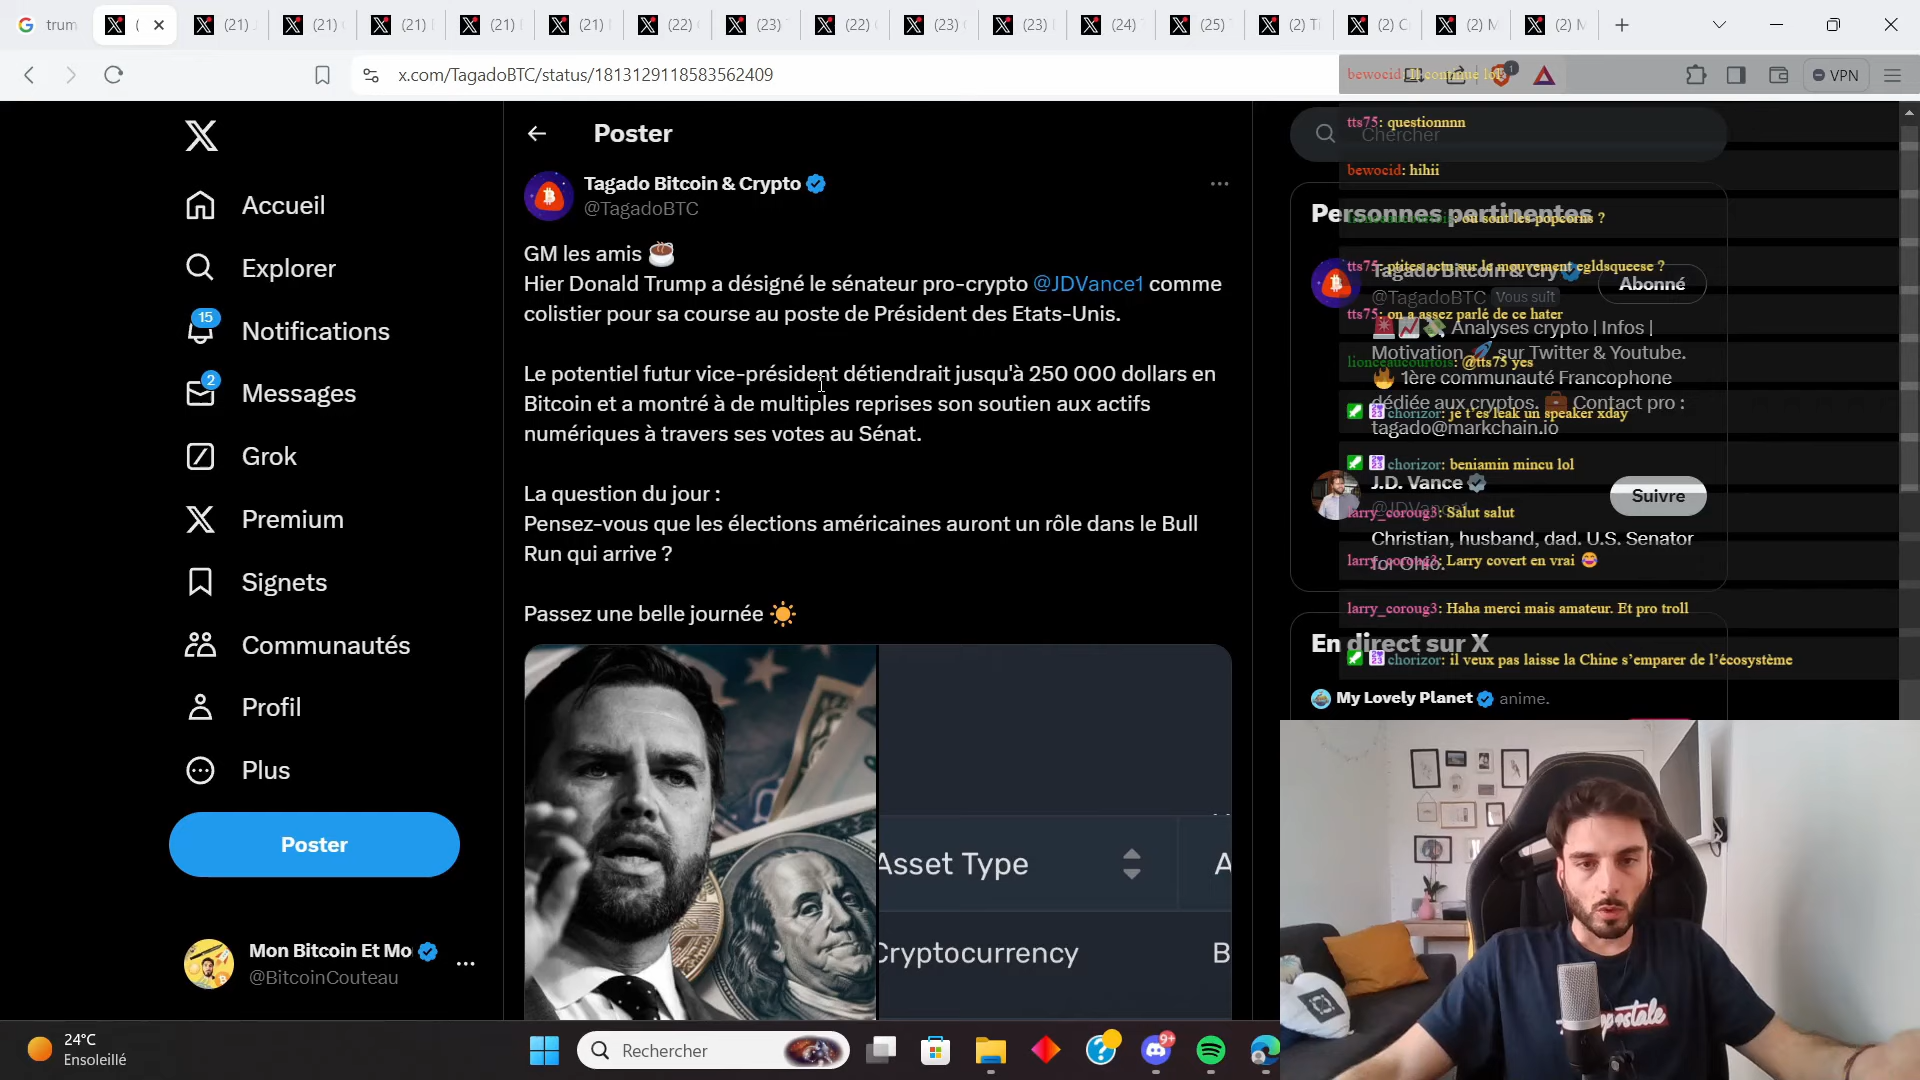 trum
(
(21) J
(21)
(21)
(21)
(21)
(22)
(23)
(22)
(23)
(23)
(24)
(25)
(2) Ti
(2) C
(2) M
(2) M
x.com/TagadoBTC/status/1813129118583562409
VPN
Accueil
Explorer
15
Notifications
2
Messages
Grok
Premium
Signets
Communautés
Profil
Plus
Poster
Mon Bitcoin Et Mo
@BitcoinCouteau
Poster
Tagado Bitcoin & Crypto
@TagadoBTC
GM les amis ☕
Hier Donald Trump a désigné le sénateur pro-crypto @JDVance1 comme
colistier pour sa course au poste de Président des Etats-Unis.
Le potentiel futur vice-président détiendrait jusqu'à 250 000 dollars en
Bitcoin et a montré à de multiples reprises son soutien aux actifs
numériques à travers ses votes au Sénat.
La question du jour :
Pensez-vous que les élections américaines auront un rôle dans le Bull
Run qui arrive ?
Passez une belle journée ☀️
Asset Type
A
Cryptocurrency
B
Chercher
Personnes pertinentes
Tagado Bitcoin & Cry
@TagadoBTC Vous suit
Abonné
🚨📈💸 Analyses crypto | Infos |
Motivation 🚀 sur Twitter & Youtube.
🔥 1ère communauté Francophone
dédiée aux cryptos. 💼 Contact pro :
tagado@markchain.io
J.D. Vance
@JDVance1
Suivre
Christian, husband, dad. U.S. Senator
for Ohio.
En direct sur X
My Lovely Planet anime.
bewocid: il continue lol
tts75: questionnnn
bewocid: hihii
lionceaucourtois: où sont les popcorns ?
tts75: ptites actu sur le mouvement egldsqueese ?
tts75: on a assez parlé de ce hater
lionceaucourtois: @tts75 yes
chorizor: je t'es leak un speaker xday
chorizor: beniamin mincu lol
larry_coroug3: Salut salut
larry_coroug3: Larry covert en vrai 😂
larry_coroug3: Haha merci mais amateur. Et pro troll
chorizor: il veux pas laisse la Chine s'emparer de l'écosystème
24°C
Ensoleillé
Rechercher
9+